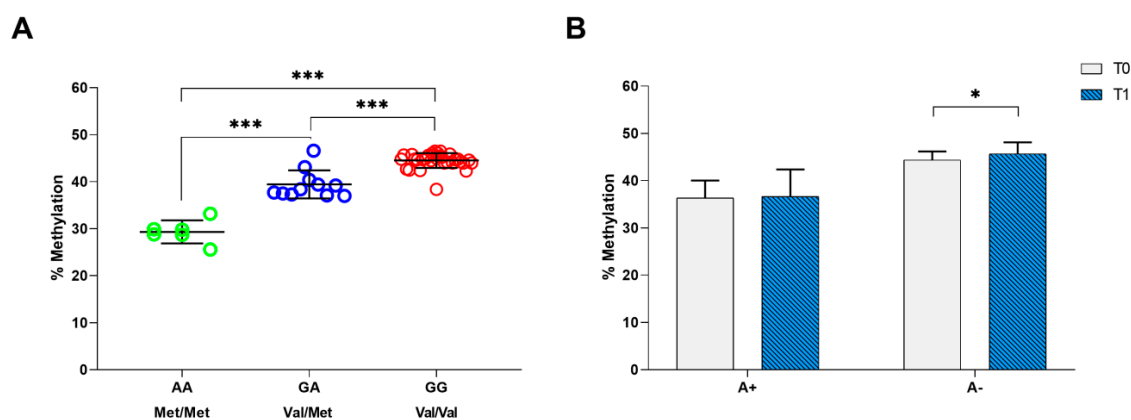 A
% Methylation
60
50
40
30
20
10
0
***
***
***
AA
GA
GG
Met/Met
Val/Met
Val/Val
B
% Methylation
60
50
40
30
20
10
0
*
T0
T1
A+
A-